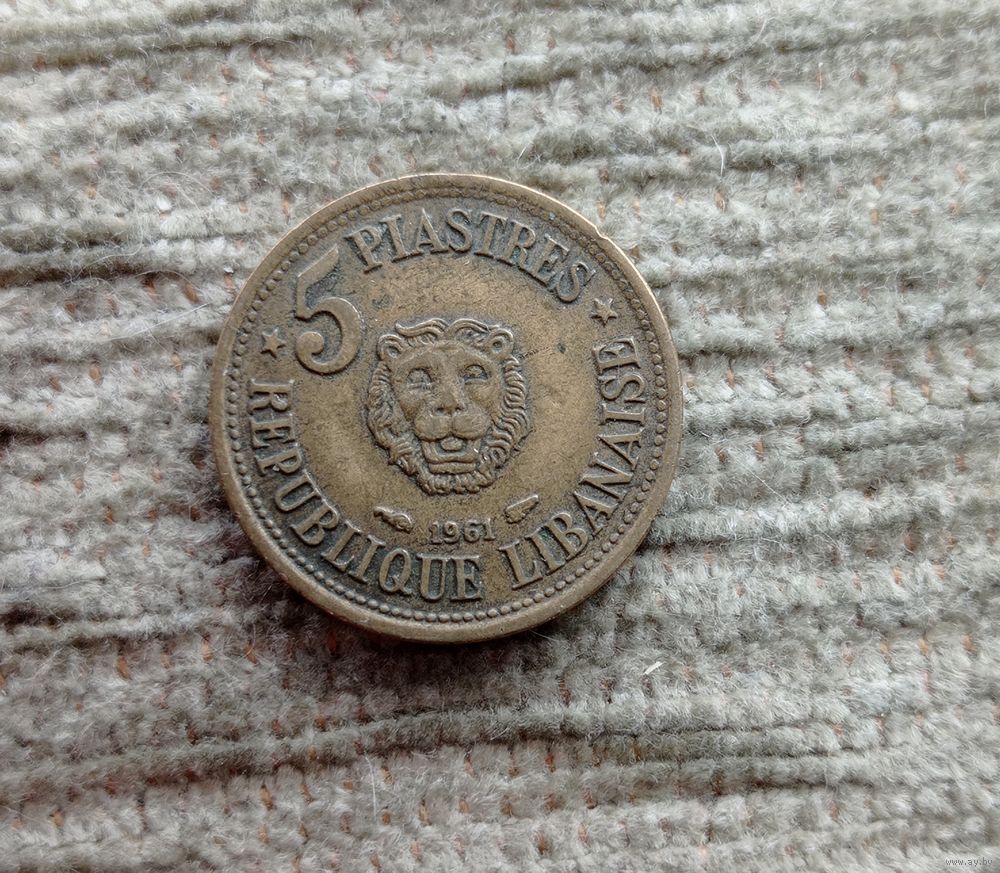 5 PIASTRES
1961
REPUBLIQUE LIBANAISE
www.ay.by